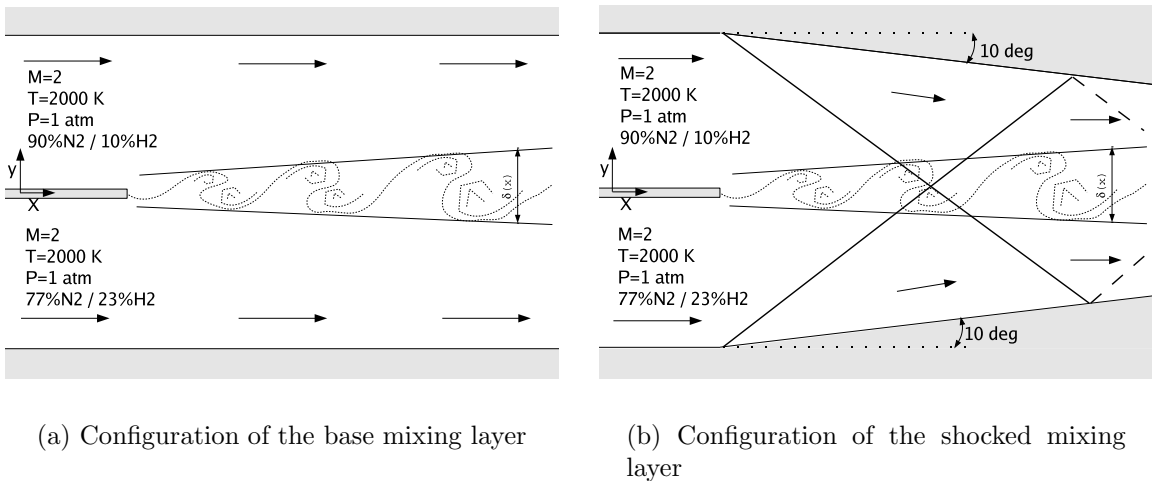 M=2
T=2000 K
P=1 atm
90%N2 / 10%H2
y
X
δ(x)
M=2
T=2000 K
P=1 atm
77%N2 / 23%H2
10 deg
M=2
T=2000 K
P=1 atm
90%N2 / 10%H2
y
X
δ(x)
M=2
T=2000 K
P=1 atm
77%N2 / 23%H2
10 deg
(a) Configuration of the base mixing layer
(b) Configuration of the shocked mixing
layer